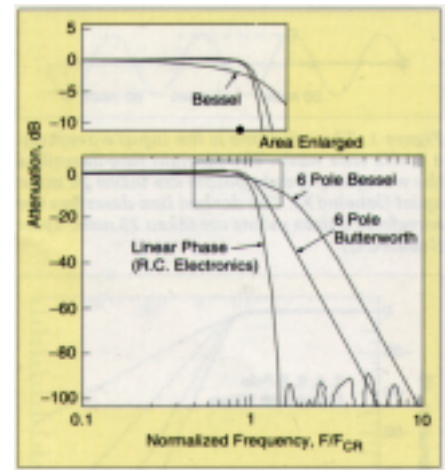 5
0
-5
-10
Bessel
Area Enlarged
Attenuation, dB
0
-20
-40
-60
-80
-100
6 Pole Bessel
6 Pole
Butterworth
Linear Phase
(R.C. Electronics)
0.1
1
10
Normalized Frequency, F/FCR